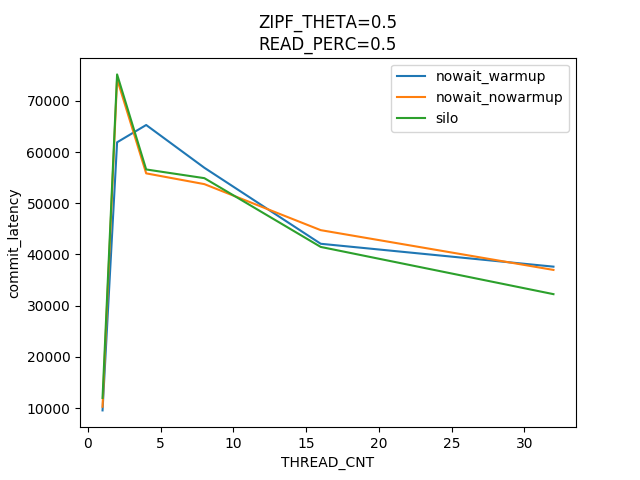 ZIPF_THETA=0.5
READ_PERC=0.5
nowait_warmup
nowait_nowarmup
silo
70000
60000
50000
40000
30000
20000
10000
commit_latency
0 5 10 15 20 25 30
THREAD_CNT